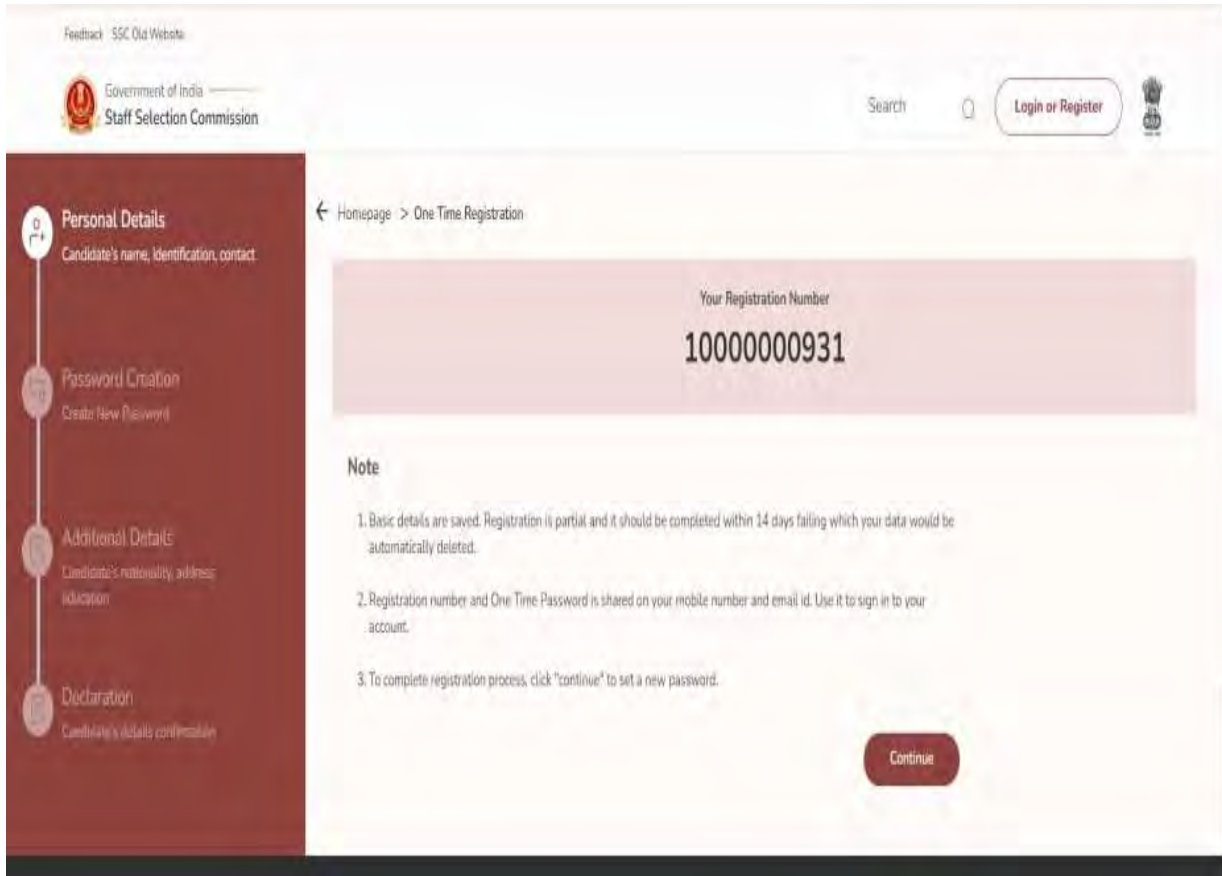 Feedback SSC Old Website
Government of India
Staff Selection Commission
Search
Login or Register
Personal Details
Candidate's name, Identification, contact
Password Creation
Create New Password
Additional Details
Candidate's nationality, address,
education
Declaration
Candidate's details confirmation
Homepage > One Time Registration
Your Registration Number
10000000931
Note
1. Basic details are saved. Registration is partial and it should be completed within 14 days failing which your data would be
automatically deleted.
2. Registration number and One Time Password is shared on your mobile number and email id. Use it to sign in to your
account.
3. To complete registration process, click "continue" to set a new password.
Continue